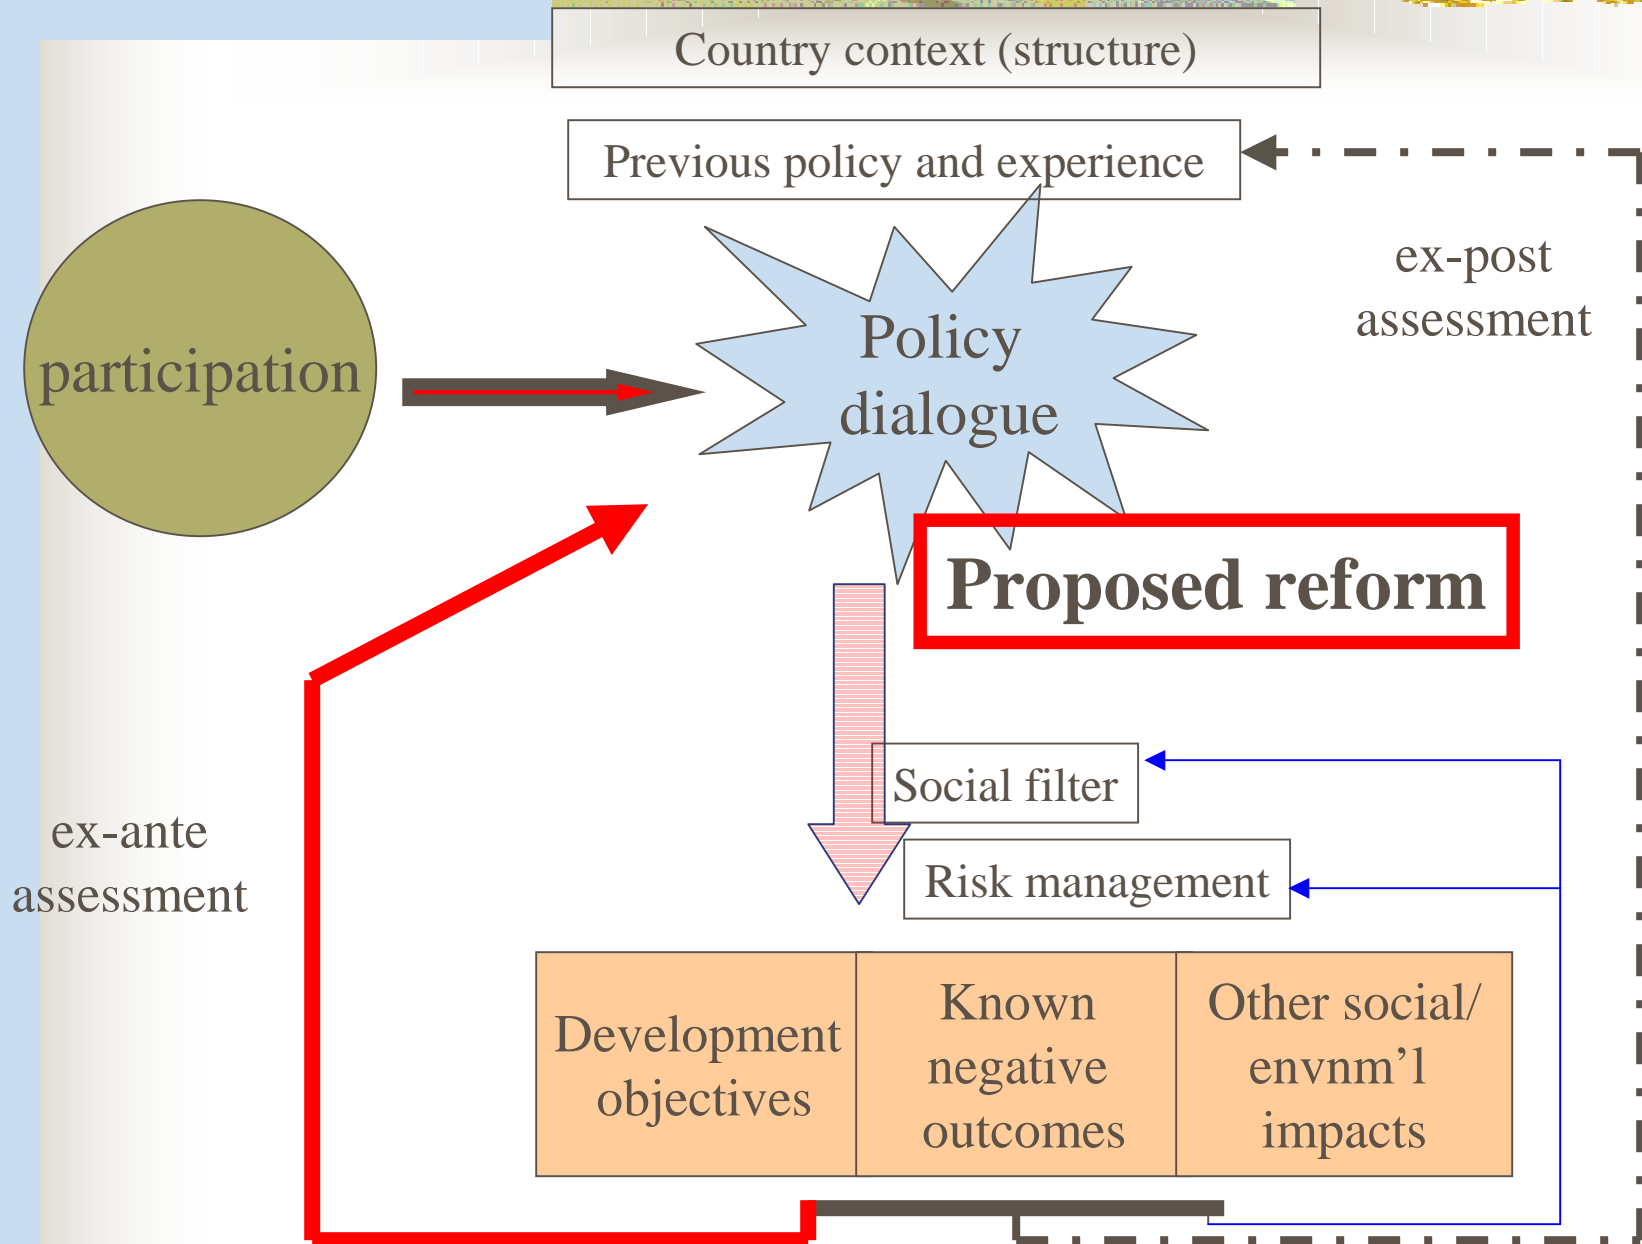 Country context (structure)
Previous policy and experience
ex-post
assessment
participation
Policy
dialogue
Proposed reform
Social filter
ex-ante
assessment
Risk management
Development
objectives
Known
negative
outcomes
Other social/
envnm’l
impacts